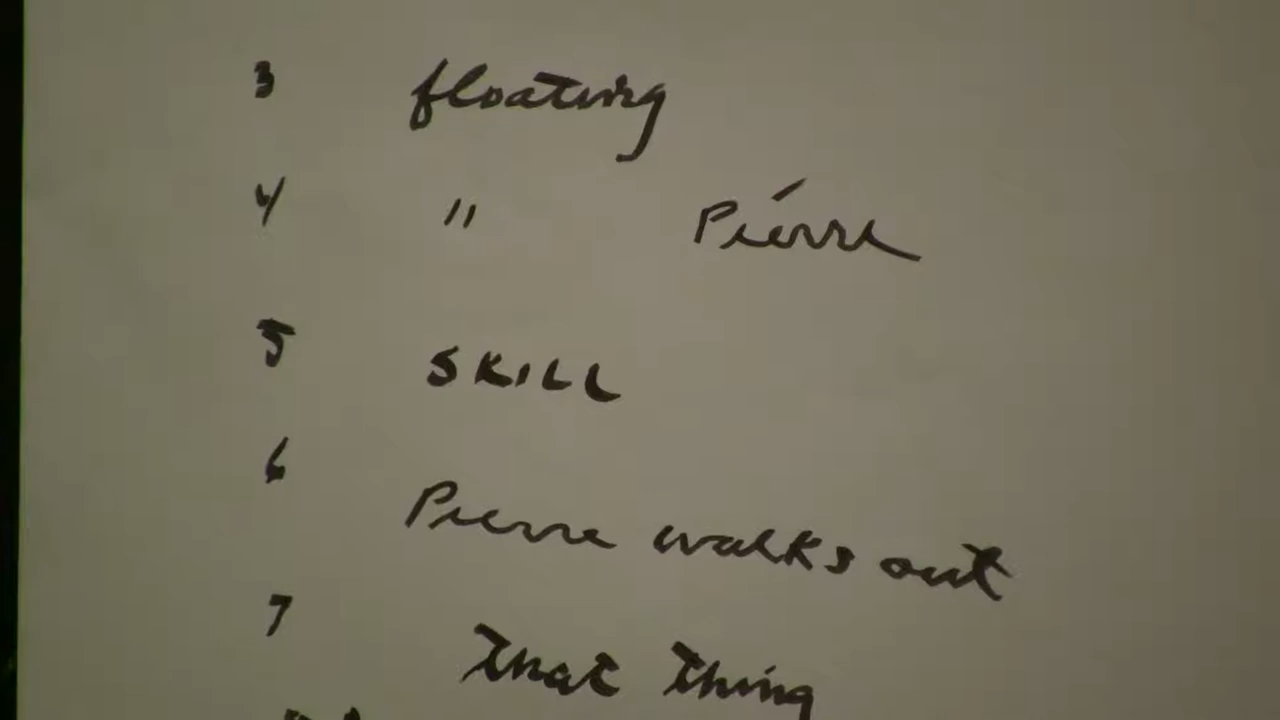 3 floating
4 " Pierre
5 SKILL
6 Pierre walks out
7 that thing